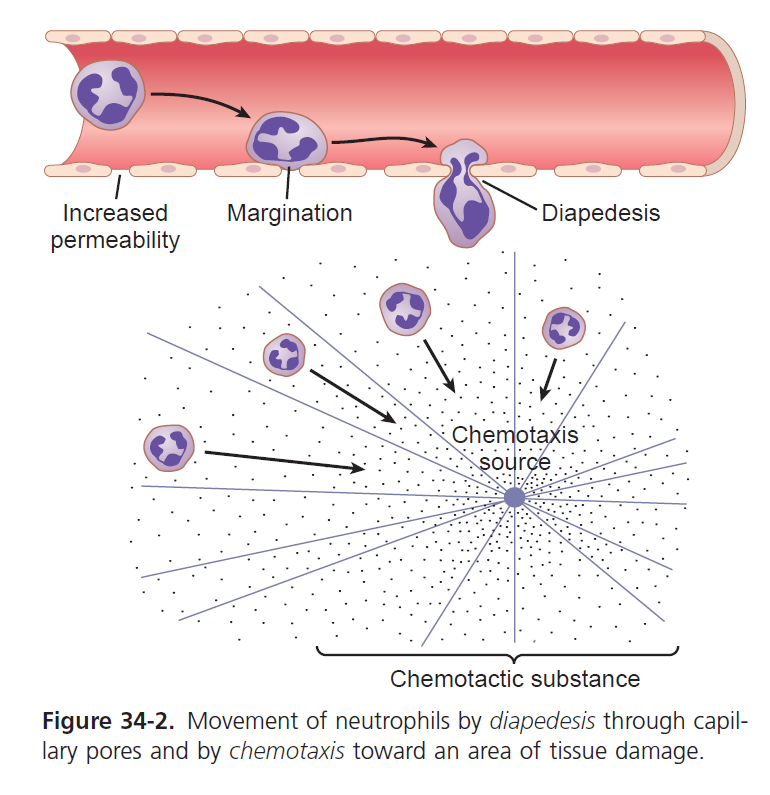 Increased
permeability
Margination
Diapedesis
Chemotaxis
source
Chemotactic substance
Figure 34-2. Movement of neutrophils by diapedesis through capil-
lary pores and by chemotaxis toward an area of tissue damage.